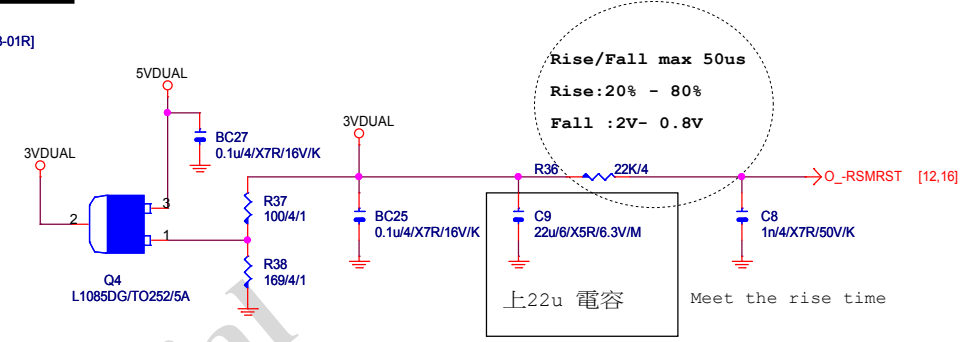 -01R]
Rise/Fall max 50us
Rise:20% - 80%
Fall :2V- 0.8V
5VDUAL
BC27
0.1u/4/X7R/16V/K
3VDUAL
3VDUAL
R36
22K/4
O_-RSMRST [12,16]
3
2
1
R37
100/4/1
BC25
0.1u/4/X7R/16V/K
C9
22u/6/X5R/6.3V/M
C8
1n/4/X7R/50V/K
R38
169/4/1
Q4
L1085DG/TO252/5A
上22u 電容
Meet the rise time